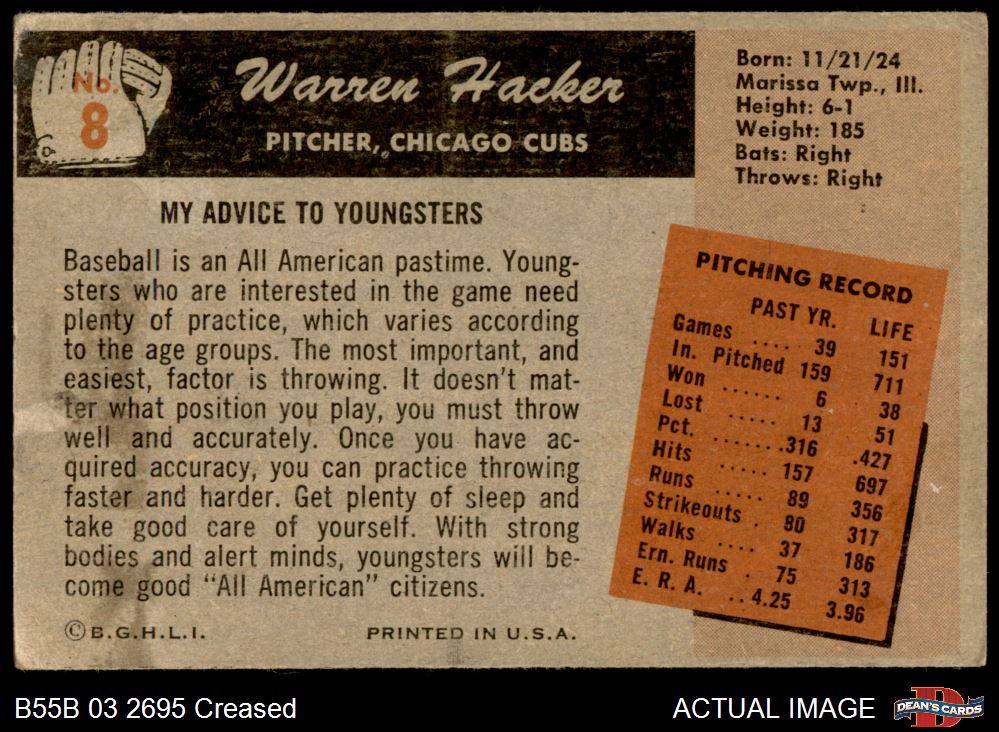 No.
8
Warren Hacker
PITCHER, CHICAGO CUBS
Born: 11/21/24
Marissa Twp., Ill.
Height: 6-1
Weight: 185
Bats: Right
Throws: Right
MY ADVICE TO YOUNGSTERS
Baseball is an All American pastime. Young-
sters who are interested in the game need
plenty of practice, which varies according
to the age groups. The most important, and
easiest, factor is throwing. It doesn't mat-
ter what position you play, you must throw
well and accurately. Once you have ac-
quired accuracy, you can practice throwing
faster and harder. Get plenty of sleep and
take good care of yourself. With strong
bodies and alert minds, youngsters will be-
come good "All American" citizens.
©B.G.H.L.I. PRINTED IN U.S.A.
PITCHING RECORD
PAST YR. LIFE
Games .... 39 151
In. Pitched 159 711
Won ...... 6 38
Lost ..... 13 51
Pct. ....... .316 .427
Hits ..... 157 697
Runs ..... 89 356
Strikeouts . 80 317
Walks .... 37 186
Ern. Runs . 75 313
E. R. A. .. 4.25 3.96
B55B 03 2695 Creased
ACTUAL IMAGE
D
DEAN'S CARDS